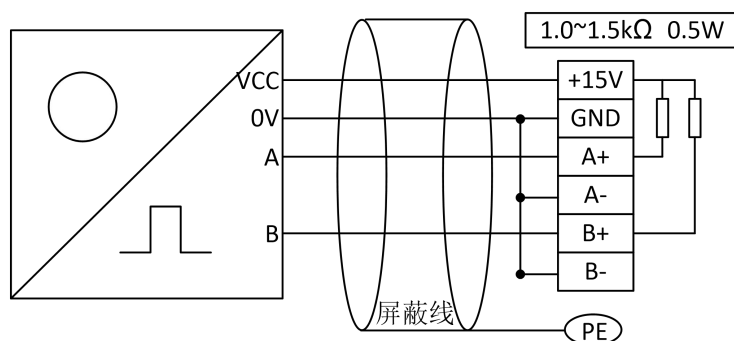 1.0~1.5kΩ 0.5W
VCC
+15V
0V
GND
A
A+
A-
B
B+
B-
屏蔽线
PE